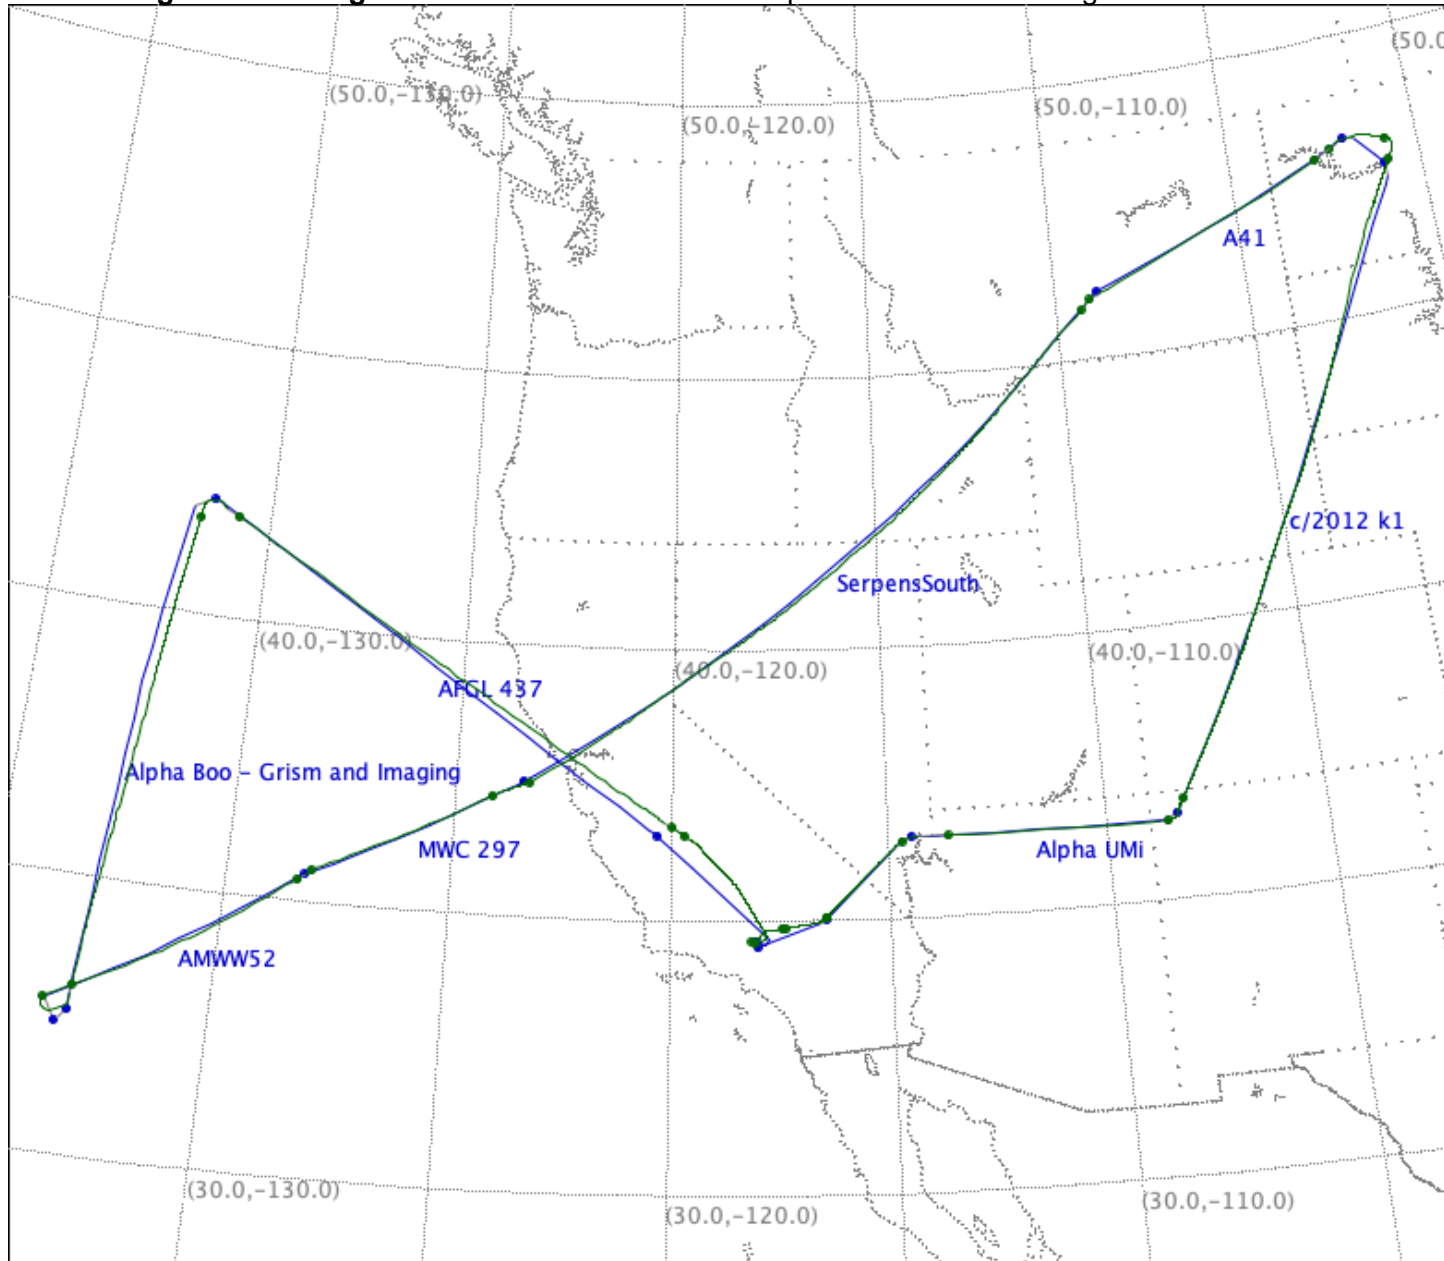 (50.0
(50.0,-130.0)
(50.0,-110.0)
(50.0,-120.0)
A41
c/2012 k1
SerpensSouth
(40.0,-130.0)
(40.0,-110.0)
(40.0,-120.0)
AFGL 437
Alpha Boo - Grism and Imaging
MWC 297
Alpha UMi
AMWW52
(30.0,-130.0)
(30.0,-110.0)
(30.0,-120.0)